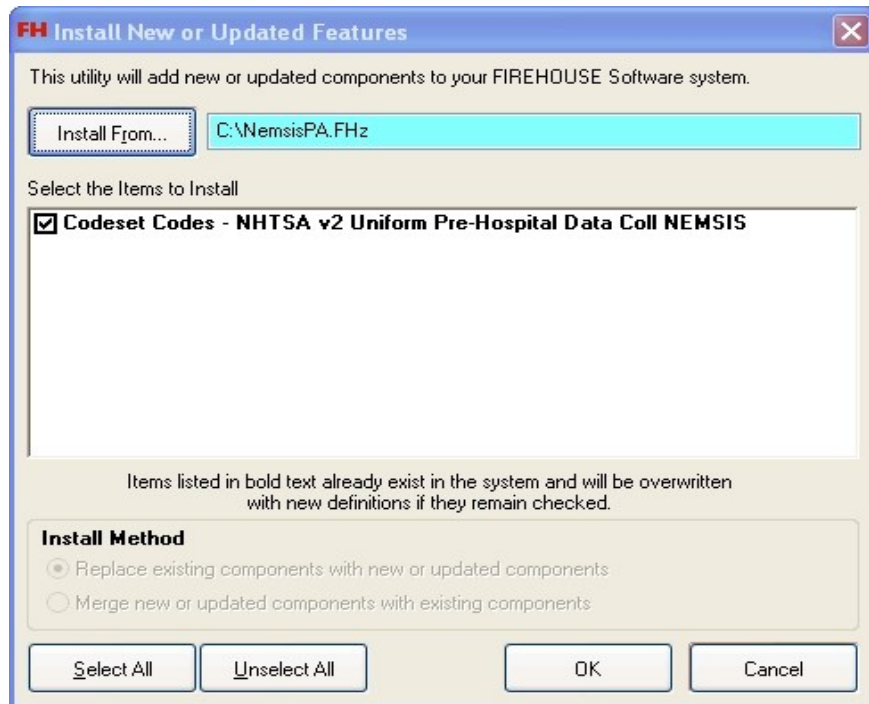 FH Install New or Updated Features
This utility will add new or updated components to your FIREHOUSE Software system.
Install From...
C:\NemsisPA.FHz
Select the Items to Install
Codeset Codes - NHTSA v2 Uniform Pre-Hospital Data Coll NEMSIS
Items listed in bold text already exist in the system and will be overwritten
with new definitions if they remain checked.
Install Method
Replace existing components with new or updated components
Merge new or updated components with existing components
Select All
Unselect All
OK
Cancel